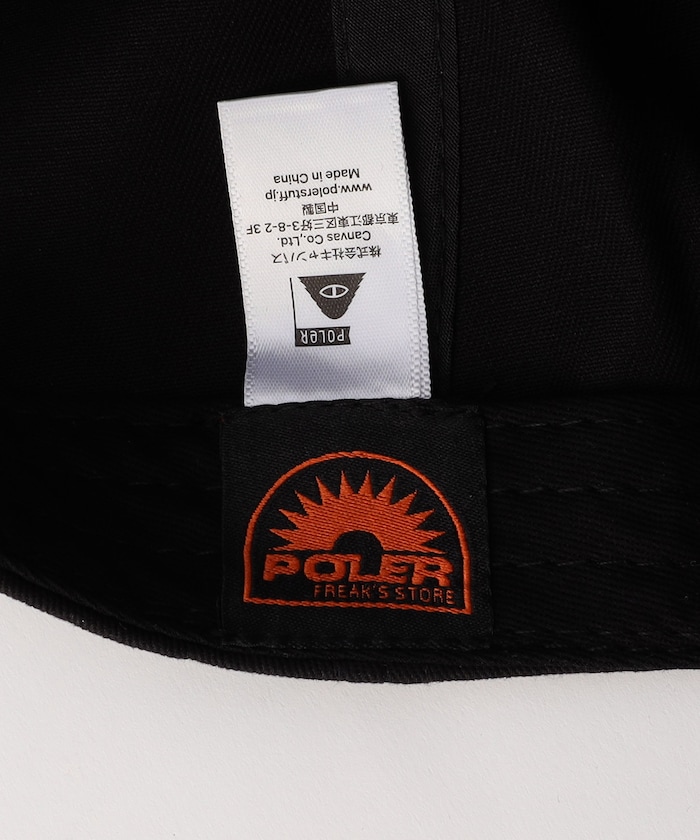 POLeR
株式会社キャンバス
Canvas Co.,Ltd.
東京都江東区三好3-8-2 3F
中国製
www.polerstuff.jp
Made in China
POLER
FREAK'S STORE